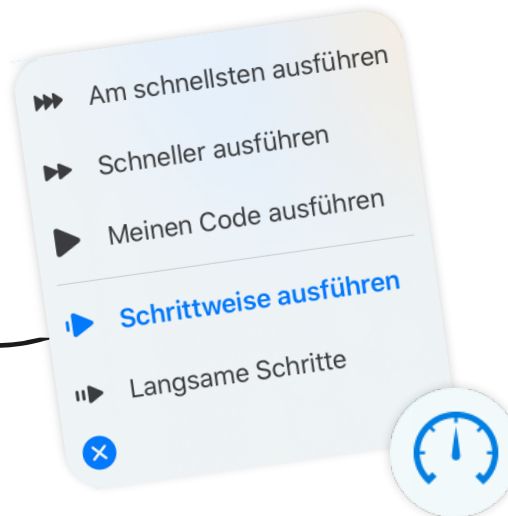 Am schnellsten ausführen
Schneller ausführen
Meinen Code ausführen
Schrittweise ausführen
Langsame Schritte